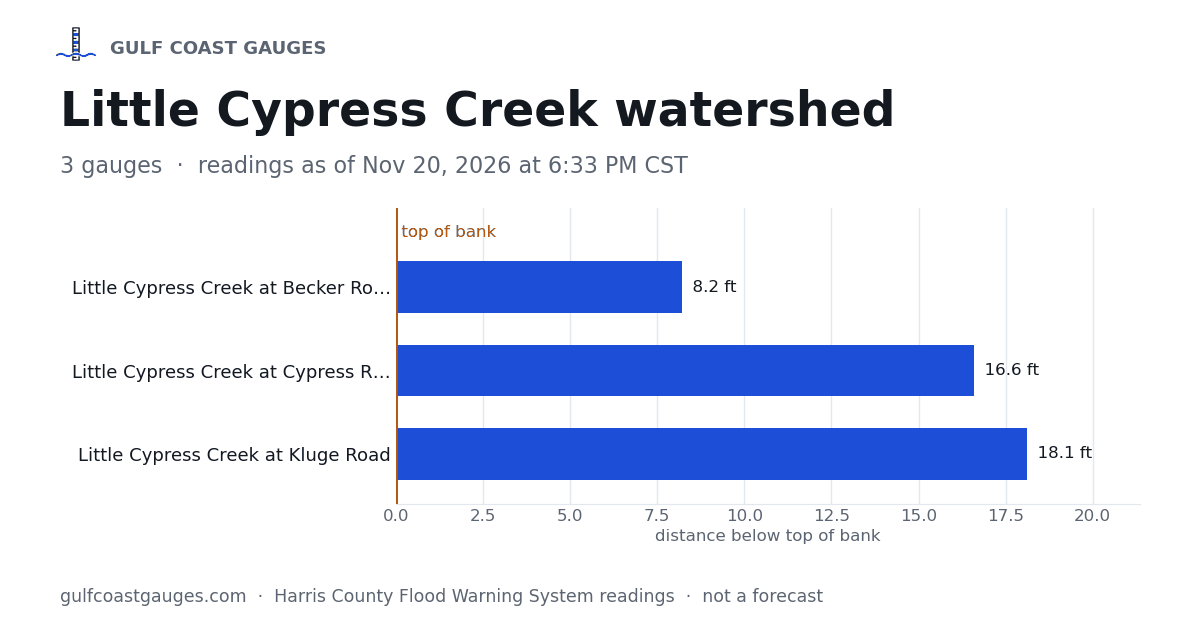 GULF COAST GAUGES
Little Cypress Creek watershed
3 gauges · readings as of Nov 20, 2026 at 6:33 PM CST
top of bank
Little Cypress Creek at Becker Ro… 8.2 ft
Little Cypress Creek at Cypress R… 16.6 ft
Little Cypress Creek at Kluge Road 18.1 ft
0.0 2.5 5.0 7.5 10.0 12.5 15.0 17.5 20.0
distance below top of bank
gulfcoastgauges.com · Harris County Flood Warning System readings · not a forecast